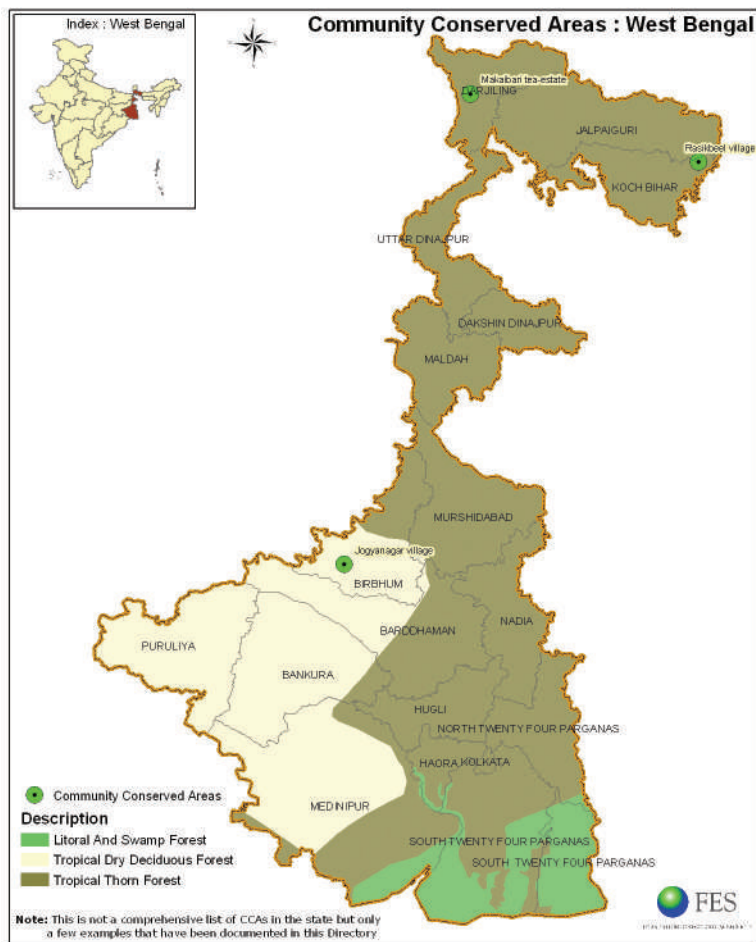 Community Conserved Areas : West Bengal
Index : West Bengal
Makaibari tea-estate
DARJILING
JALPAIGURI
Rasikbeel village
KOCH BIHAR
UTTAR DINAJPUR
DAKSHIN DINAJPUR
MALDAH
MURSHIDABAD
Jogyanagar village
BIRBHUM
BARDDHAMAN
NADIA
PURULIYA
BANKURA
HUGLI
NORTH TWENTY FOUR PARGANAS
HAORA
KOLKATA
MEDINIPUR
SOUTH TWENTY FOUR PARGANAS
SOUTH TWENTY FOUR PARGANAS
Community Conserved Areas
Description
Litoral And Swamp Forest
Tropical Dry Deciduous Forest
Tropical Thorn Forest
FES
Note: This is not a comprehensive list of CCAs in the state but only
a few examples that have been documented in this Directory